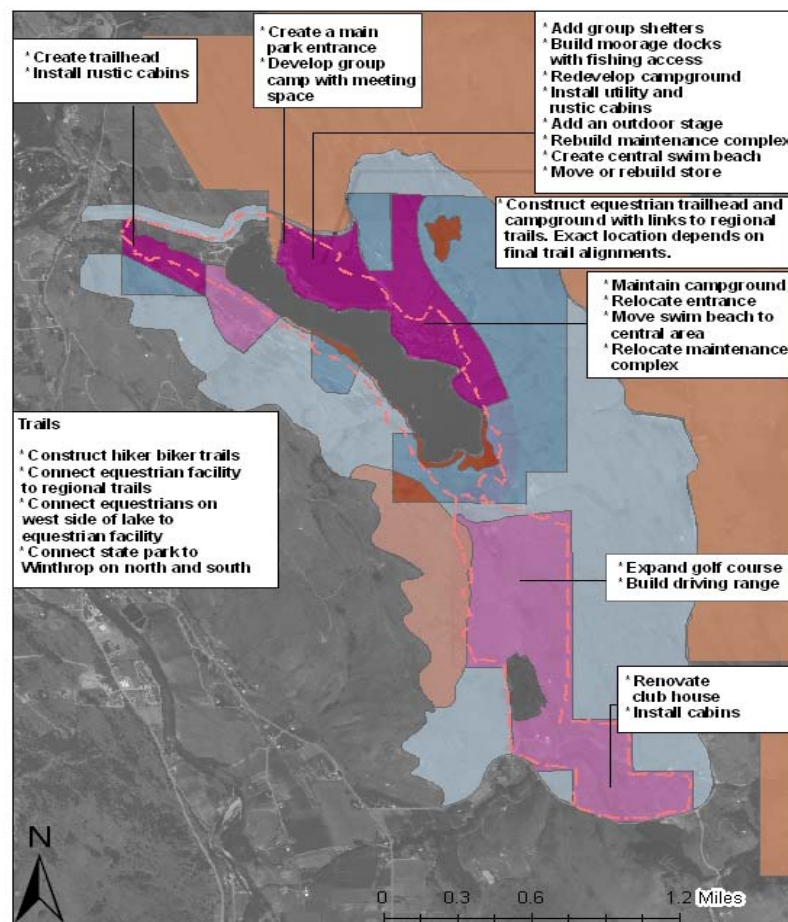 * Create trailhead
* Install rustic cabins
* Create a main
park entrance
* Develop group
camp with meeting
space
* Add group shelters
* Build moorage docks
with fishing access
* Redevelop campground
* Install utility and
rustic cabins
* Add an outdoor stage
* Rebuild maintenance complex
* Create central swim beach
* Move or rebuild store
* Construct equestrian trailhead and
campground with links to regional
trails. Exact location depends on
final trail alignments.
* Maintain campground
* Relocate entrance
* Move swim beach to
central area
* Relocate maintenance
complex
Trails
* Construct hiker biker trails
* Connect equestrian facility
to regional trails
* Connect equestrians on
west side of lake to
equestrian facility
* Connect state park to
Winthrop on north and south
* Expand golf course
* Build driving range
* Renovate
club house
* Install cabins
N
0 0.3 0.6 1.2 Miles